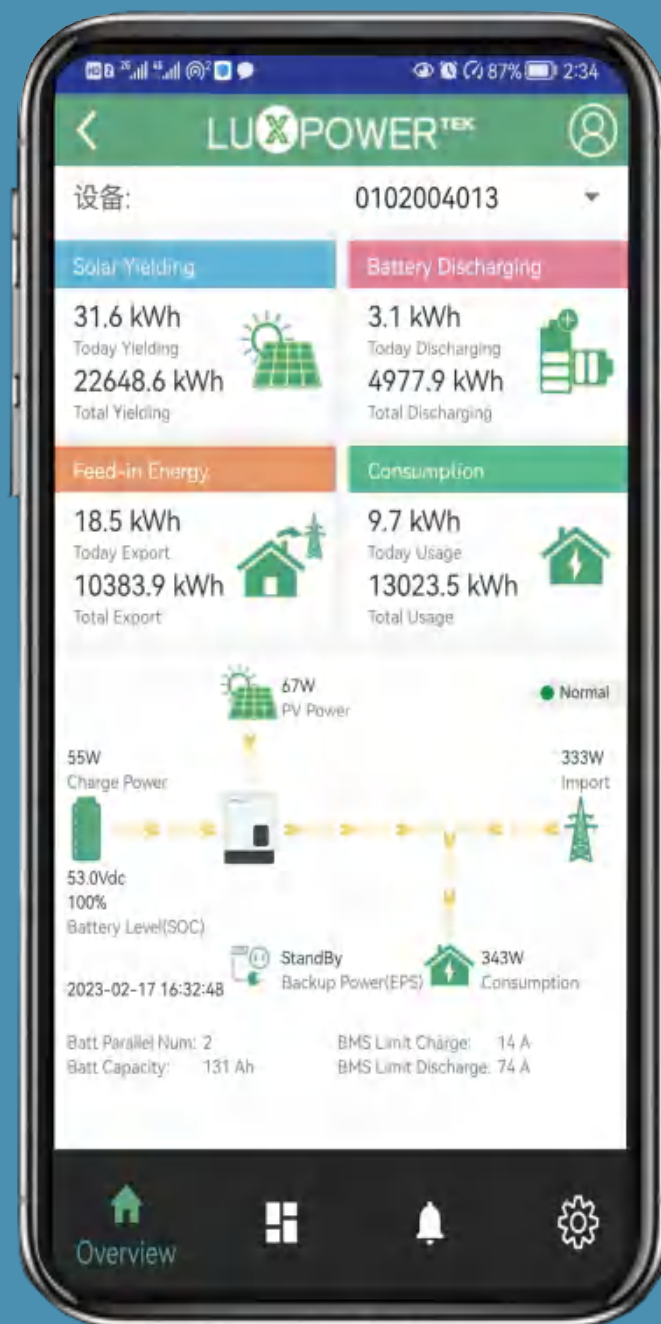 87% 2:34
LUXPOWER TEK
设备: 0102004013
Solar Yielding
31.6 kWh
Today Yielding
22648.6 kWh
Total Yielding
Battery Discharging
3.1 kWh
Today Discharging
4977.9 kWh
Total Discharging
Feed-in Energy
18.5 kWh
Today Export
10383.9 kWh
Total Export
Consumption
9.7 kWh
Today Usage
13023.5 kWh
Total Usage
67W
PV Power
Normal
55W
Charge Power
333W
Import
53.0Vdc
100%
Battery Level(SOC)
StandBy
Backup Power(EPS)
343W
Consumption
2023-02-17 16:32:48
Batt Parallel Num: 2
BMS Limit Charge: 14 A
Batt Capacity: 131 Ah
BMS Limit Discharge: 74 A
Overview